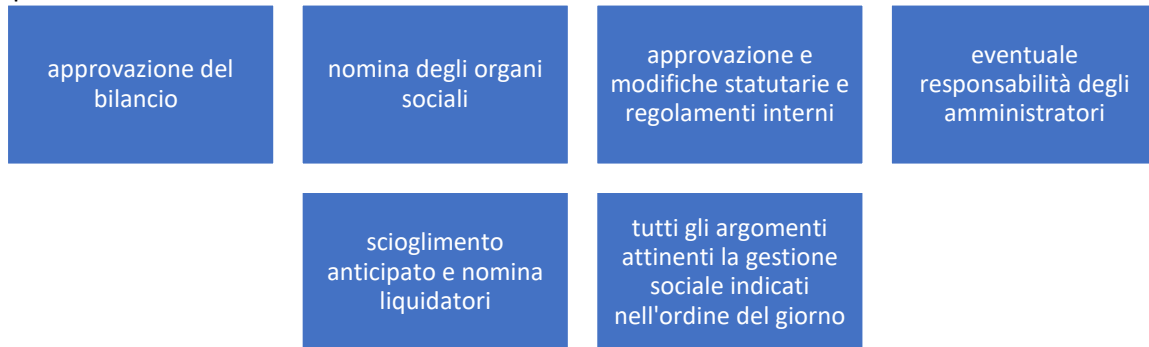 approvazione del
bilancio
nomina degli organi
sociali
approvazione e
modifiche statutarie e
regolamenti interni
eventuale
responsabilità degli
amministratori
scioglimento
anticipato e nomina
liquidatori
tutti gli argomenti
attinenti la gestione
sociale indicati
nell'ordine del giorno